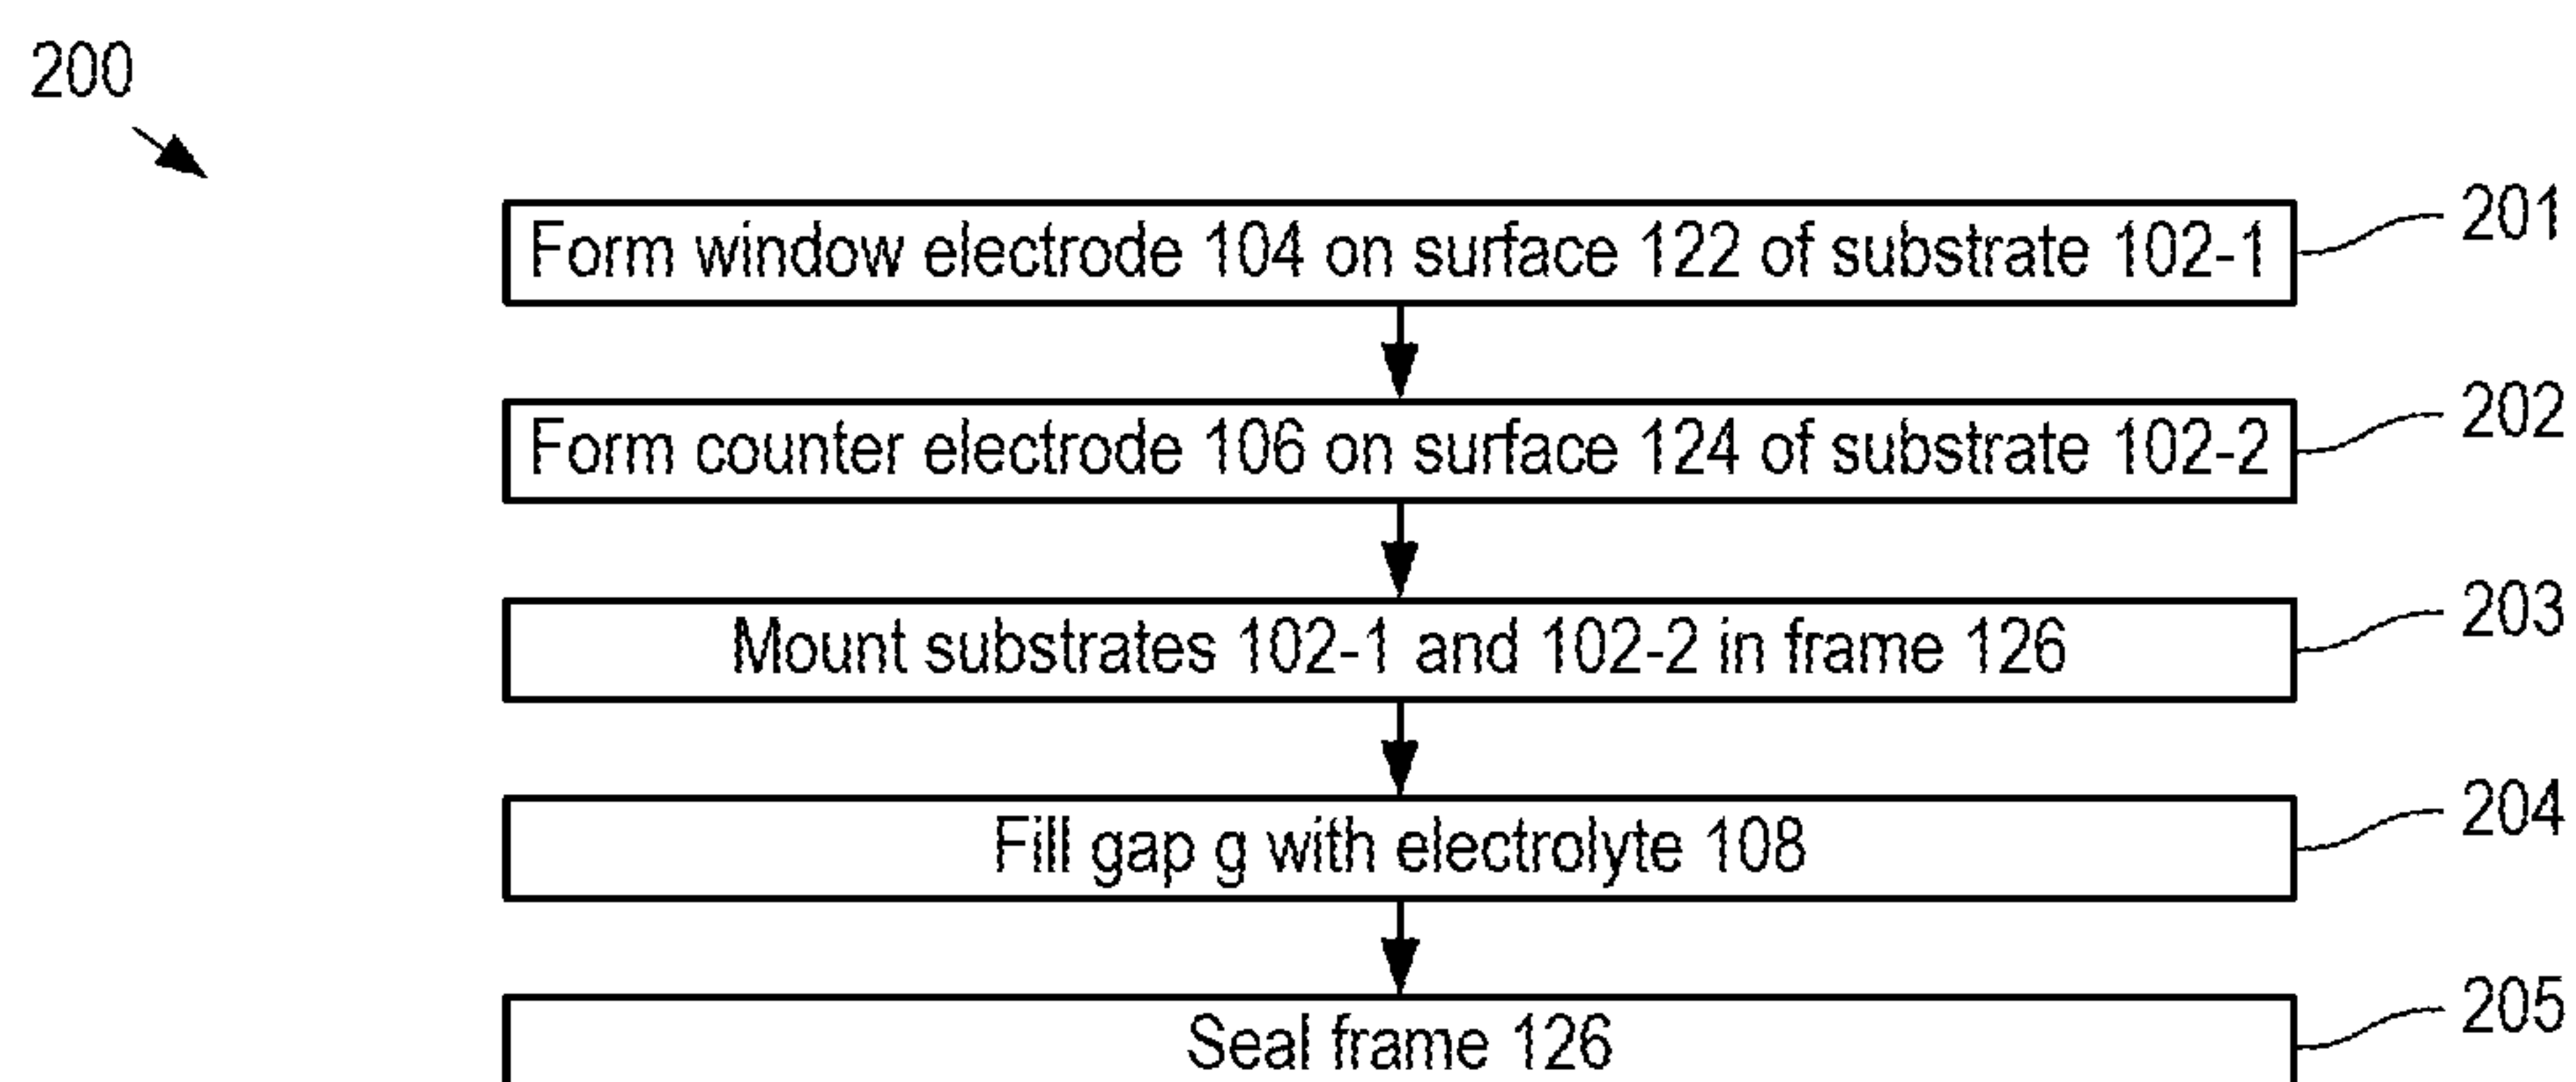 200
Form window electrode 104 on surface 122 of substrate 102-1
201
Form counter electrode 106 on surface 124 of substrate 102-2
202
Mount substrates 102-1 and 102-2 in frame 126
203
Fill gap g with electrolyte 108
204
Seal frame 126
205